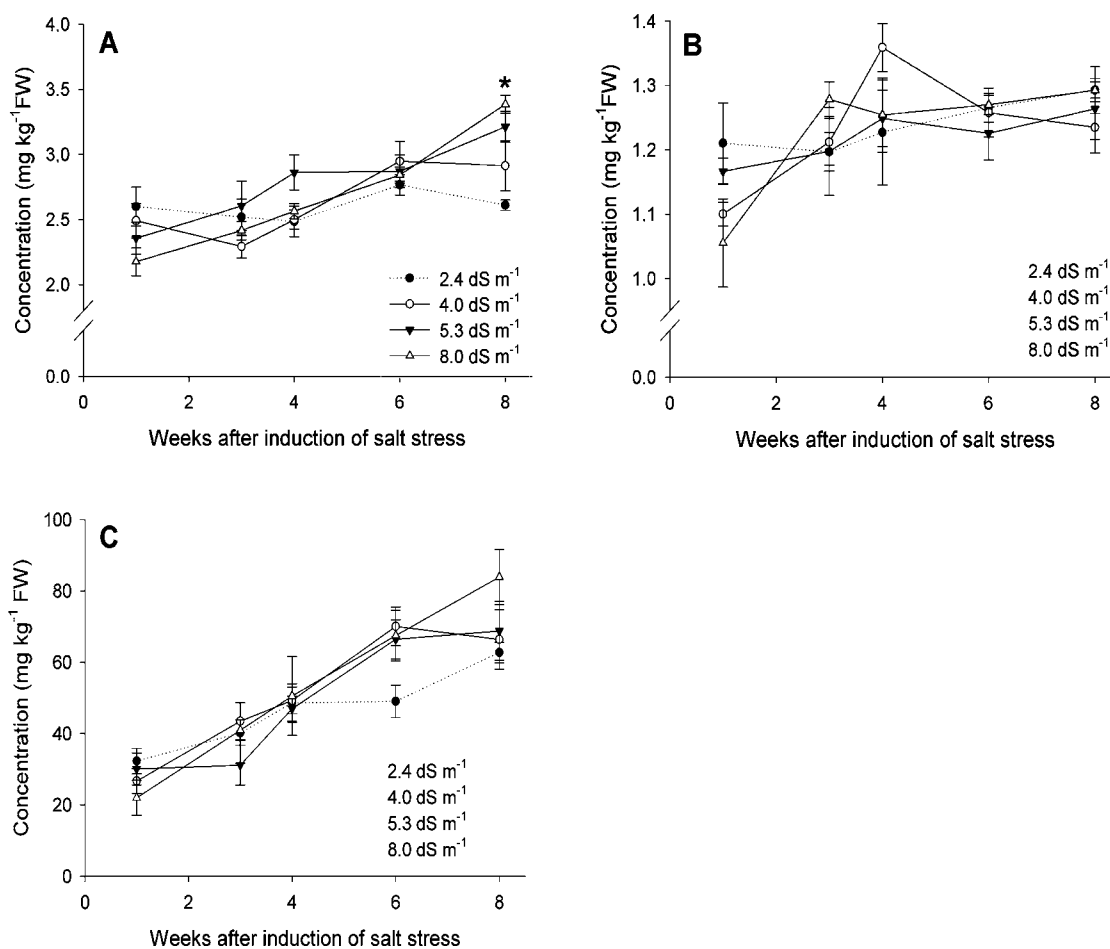 A
Concentration (mg kg⁻¹FW)
4.0
3.5
3.0
2.5
2.0
0.0
*
2.4 dS m⁻¹
4.0 dS m⁻¹
5.3 dS m⁻¹
8.0 dS m⁻¹
0 2 4 6 8
Weeks after induction of salt stress
B
Concentration (mg kg⁻¹FW)
1.4
1.3
1.2
1.1
1.0
0.0
2.4 dS m⁻¹
4.0 dS m⁻¹
5.3 dS m⁻¹
8.0 dS m⁻¹
0 2 4 6 8
Weeks after induction of salt stress
C
Concentration (mg kg⁻¹ FW)
100
80
60
40
20
0
2.4 dS m⁻¹
4.0 dS m⁻¹
5.3 dS m⁻¹
8.0 dS m⁻¹
0 2 4 6 8
Weeks after induction of salt stress